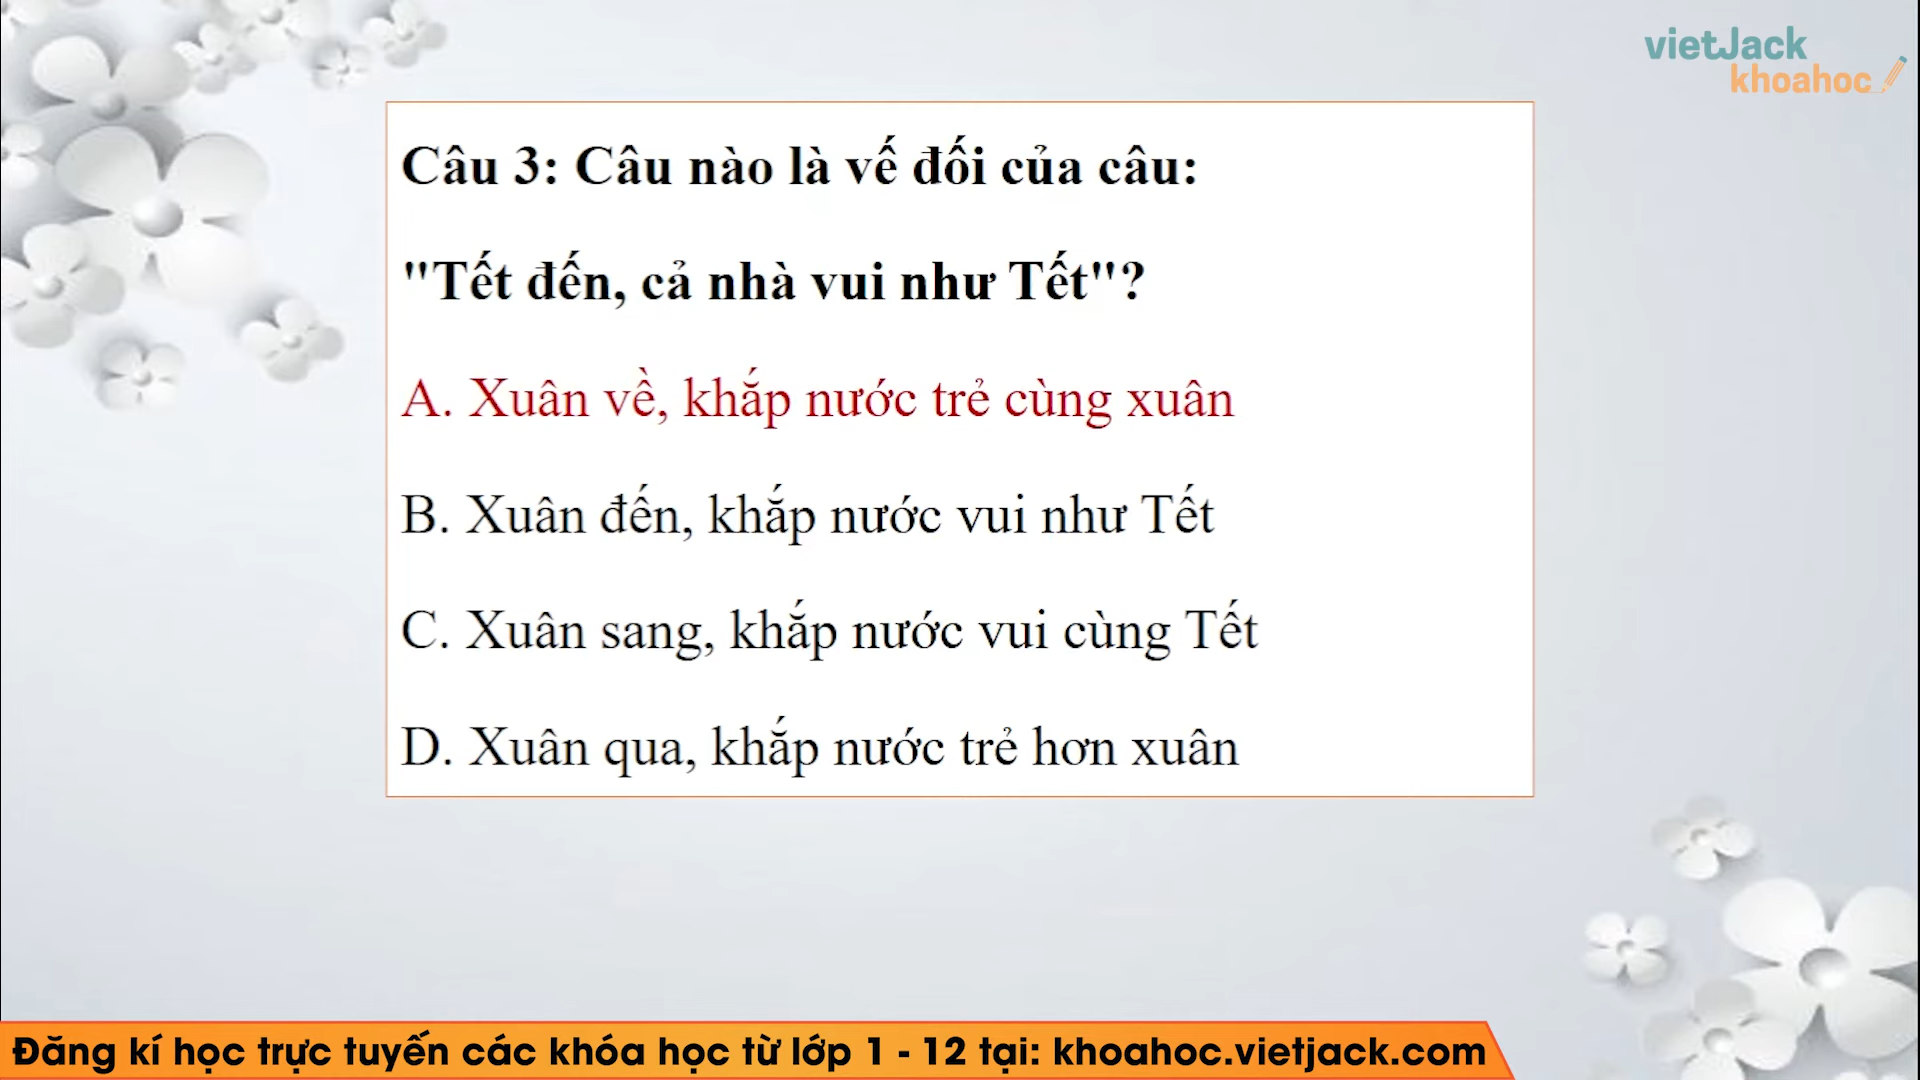 vietJack
khoahoc
Câu 3: Câu nào là vế đối của câu:
"Tết đến, cả nhà vui như Tết"?
A. Xuân về, khắp nước trẻ cùng xuân
B. Xuân đến, khắp nước vui như Tết
C. Xuân sang, khắp nước vui cùng Tết
D. Xuân qua, khắp nước trẻ hơn xuân
Đăng kí học trực tuyến các khóa học từ lớp 1 - 12 tại: khoahoc.vietjack.com